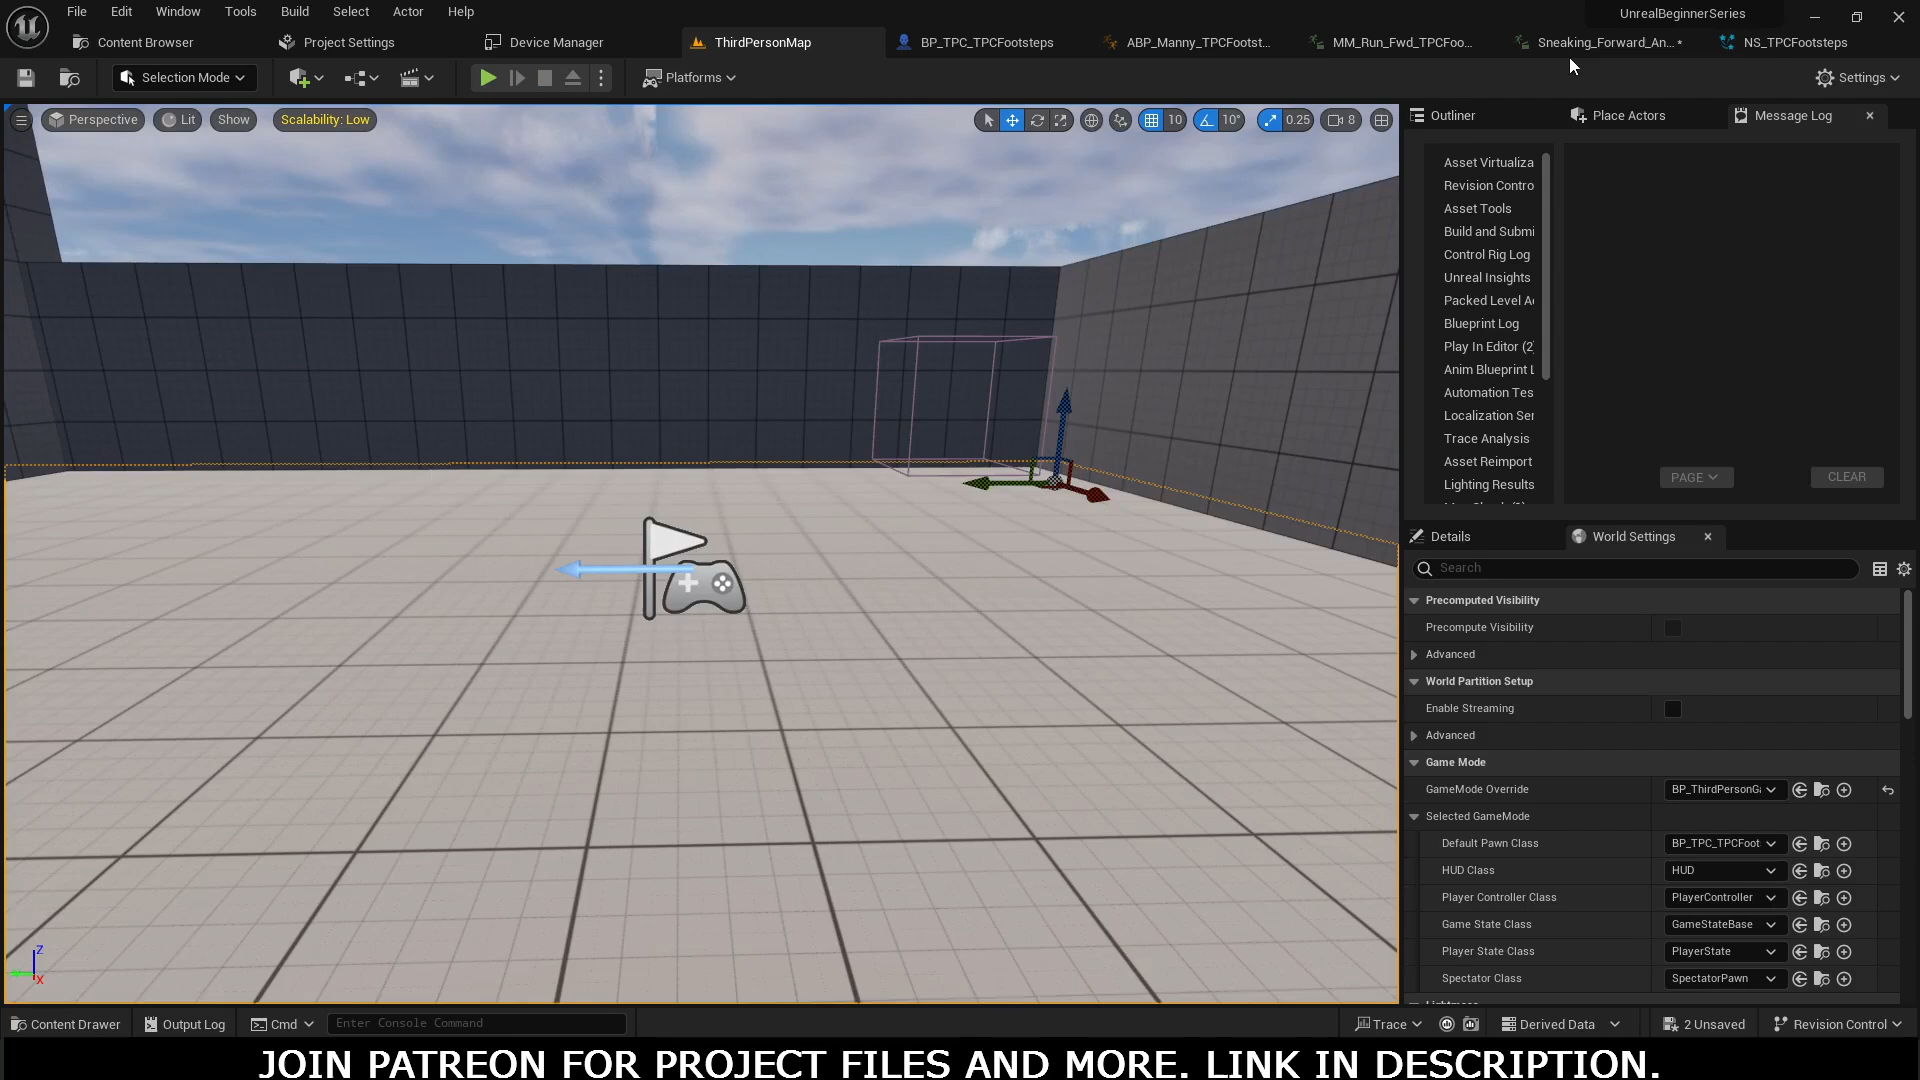 File Edit Window Tools Build Select Actor Help UnrealBeginnerSeries
Content Browser Project Settings Device Manager ThirdPersonMap BP_TPC_TPCFootsteps ABP_Manny_TPCFootst... MM_Run_Fwd_TPCFoo... Sneaking_Forward_An...* NS_TPCFootsteps
Selection Mode Platforms Settings
Perspective Lit Show Scalability: Low 10 10° 0.25 8
Outliner Place Actors Message Log
Asset Virtualiza
Revision Contro
Asset Tools
Build and Submi
Control Rig Log
Unreal Insights
Packed Level A
Blueprint Log
Play In Editor (2)
Anim Blueprint L
Automation Tes
Localization Ser
Trace Analysis
Asset Reimport
Lighting Results
PAGE CLEAR
Details World Settings
Search
Precomputed Visibility
Precompute Visibility
Advanced
World Partition Setup
Enable Streaming
Advanced
Game Mode
GameMode Override BP_ThirdPersonGa
Selected GameMode
Default Pawn Class BP_TPC_TPCFoot
HUD Class HUD
Player Controller Class PlayerController
Game State Class GameStateBase
Player State Class PlayerState
Spectator Class SpectatorPawn
Z
X
Content Drawer Output Log Cmd Enter Console Command Trace Derived Data 2 Unsaved Revision Control
JOIN PATREON FOR PROJECT FILES AND MORE. LINK IN DESCRIPTION.